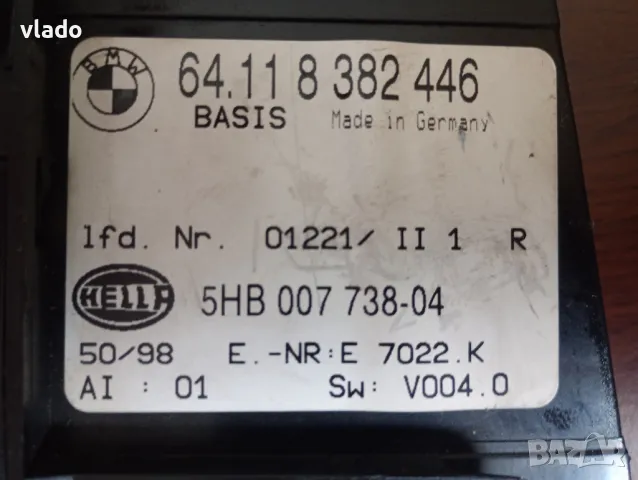 vlado
BMW
64.11 8 382 446
BASIS Made in Germany
lfd. Nr. 01221/ II 1 R
HELLA 5HB 007 738-04
50/98 E.-NR:E 7022.K
AI : 01 Sw: V004.0
BAZAR